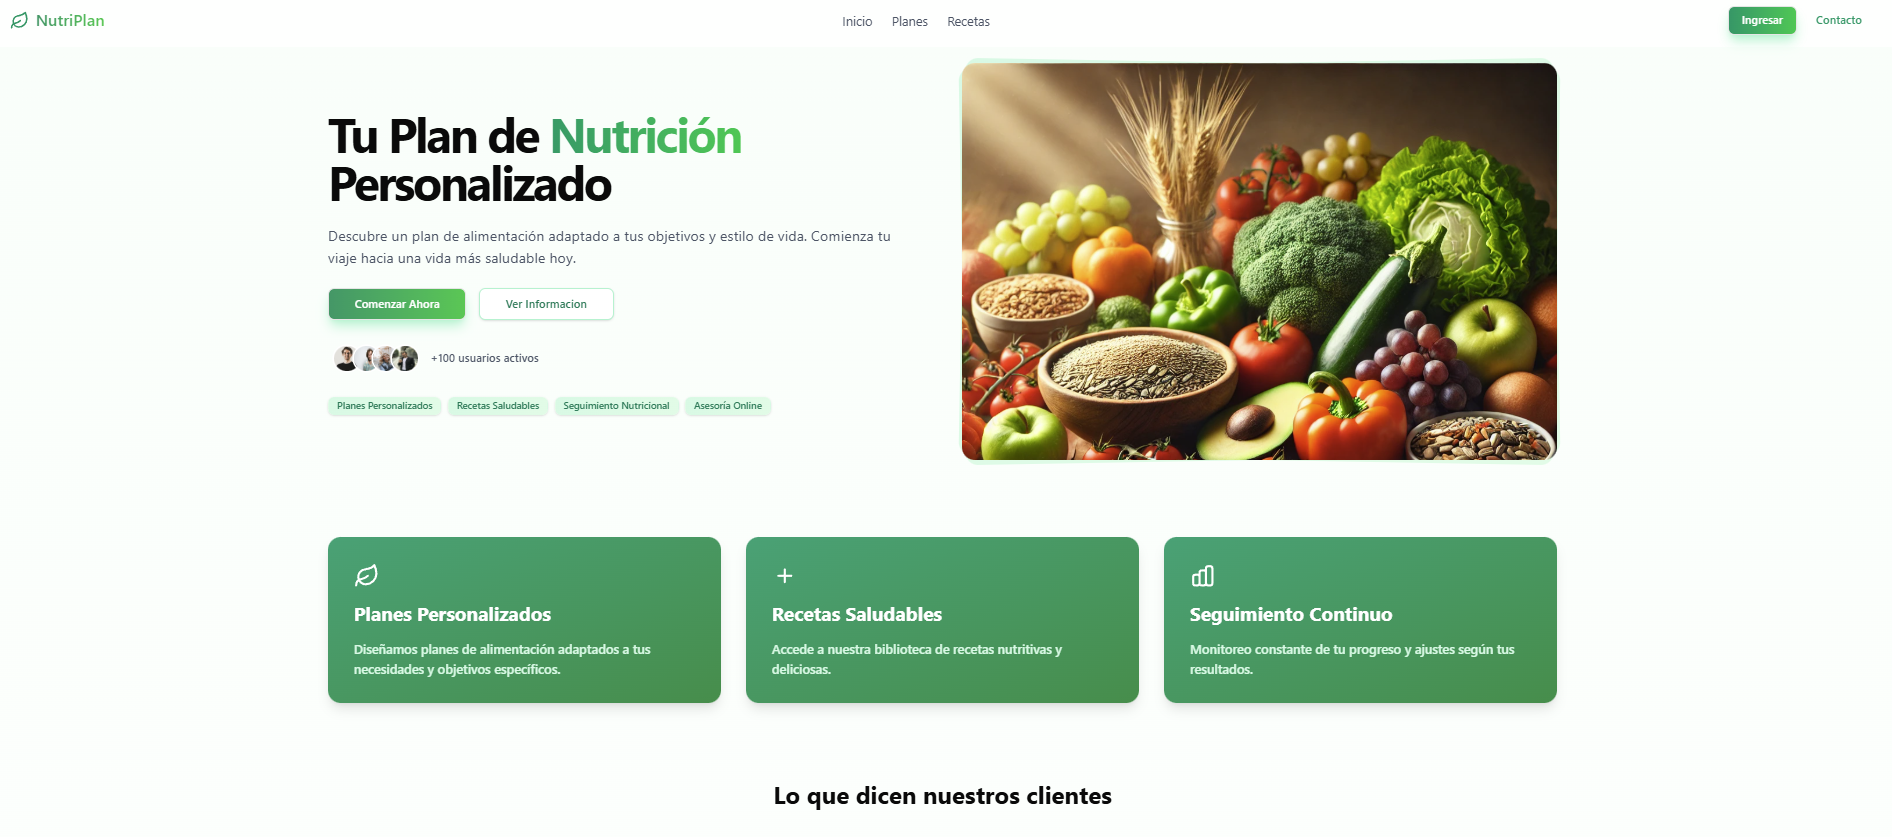 NutriPlan
Inicio
Planes
Recetas
Ingresar
Contacto
Tu Plan de Nutrición
Personalizado
Descubre un plan de alimentación adaptado a tus objetivos y estilo de vida. Comienza tu
viaje hacia una vida más saludable hoy.
Comenzar Ahora
Ver Informacion
+100 usuarios activos
Planes Personalizados
Recetas Saludables
Seguimiento Nutricional
Asesoría Online
Planes Personalizados
Diseñamos planes de alimentación adaptados a tus
necesidades y objetivos específicos.
Recetas Saludables
Accede a nuestra biblioteca de recetas nutritivas y
deliciosas.
Seguimiento Continuo
Monitoreo constante de tu progreso y ajustes según tus
resultados.
Lo que dicen nuestros clientes